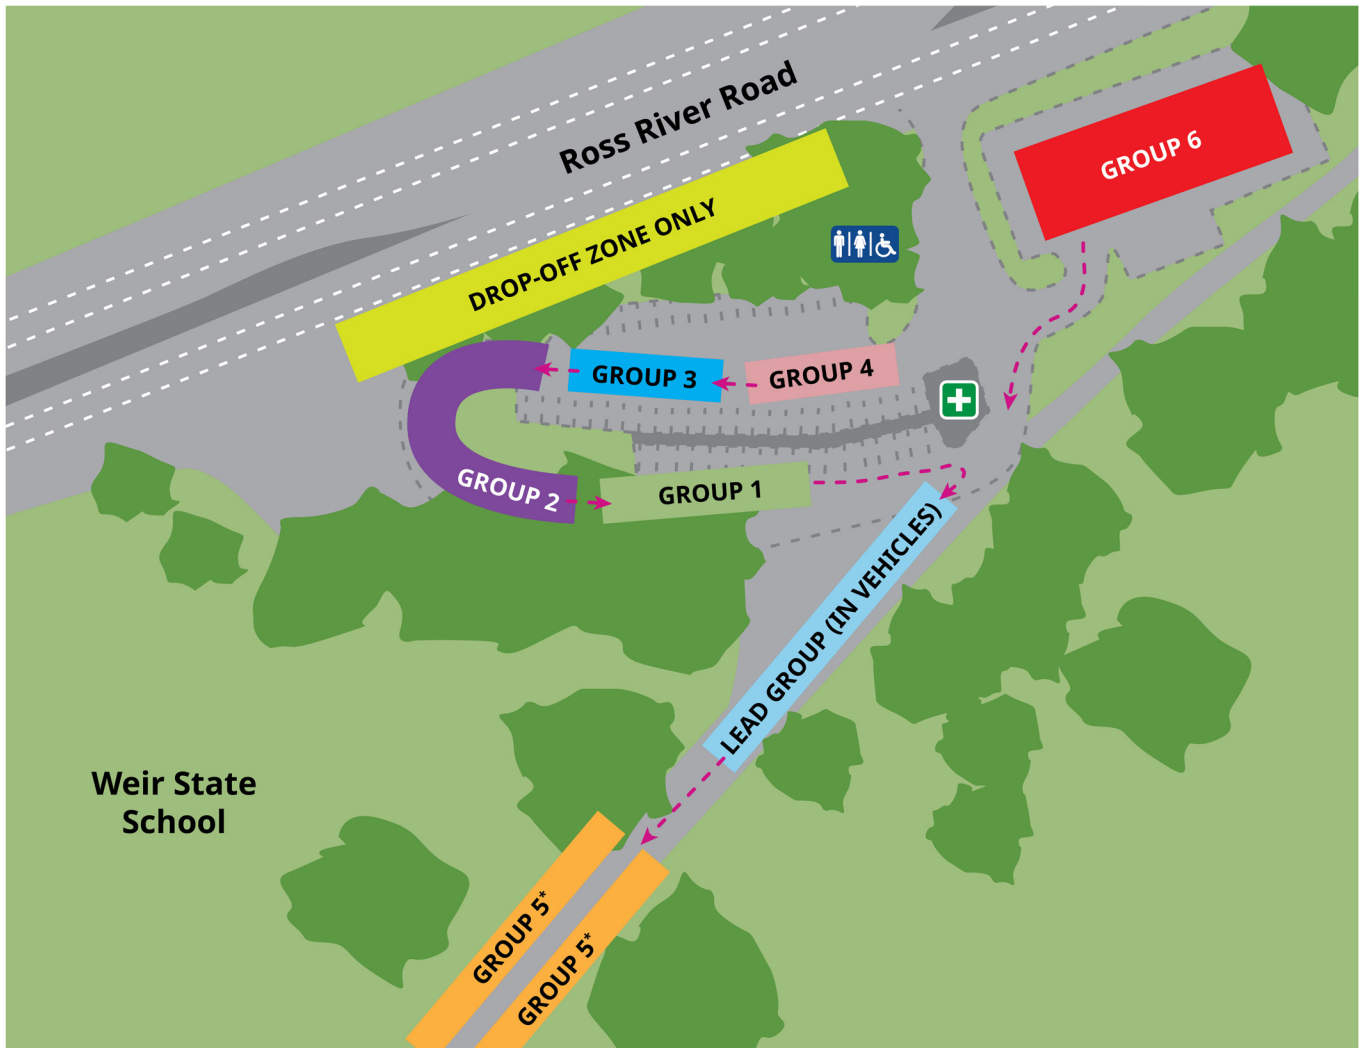 Ross River Road
GROUP 6
DROP-OFF ZONE ONLY
GROUP 3
GROUP 4
GROUP 2
GROUP 1
LEAD GROUP (IN VEHICLES)
Weir State
School
GROUP 5*
GROUP 5*